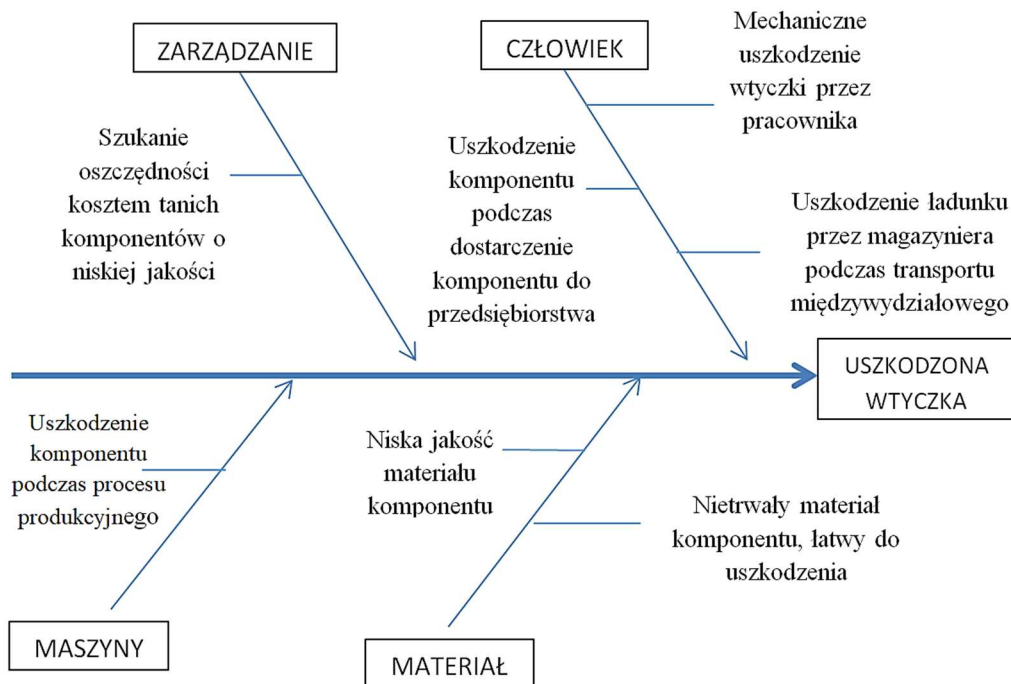 ZARZĄDZANIE
CZŁOWIEK
Mechaniczne
uszkodzenie
wtyczki przez
pracownika
Szukanie
oszczędności
kosztem tanich
komponentów o
niskiej jakości
Uszkodzenie
komponentu
podczas
dostarczenie
komponentu do
przedsiębiorstwa
Uszkodzenie ładunku
przez magazyniera
podczas transportu
międzywydziałowego
USZKODZONA
WTYCZKA
Uszkodzenie
komponentu
podczas procesu
produkcyjnego
Niska jakość
materiału
komponentu
Nietrwały materiał
komponentu, łatwy do
uszkodzenia
MASZYNY
MATERIAŁ